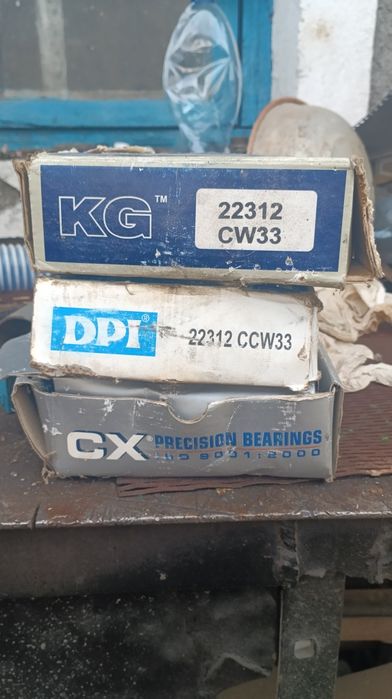 KG™
22312
CW33
DPI®
22312 CCW33
CX® PRECISION BEARINGS
ISO 9001:2000